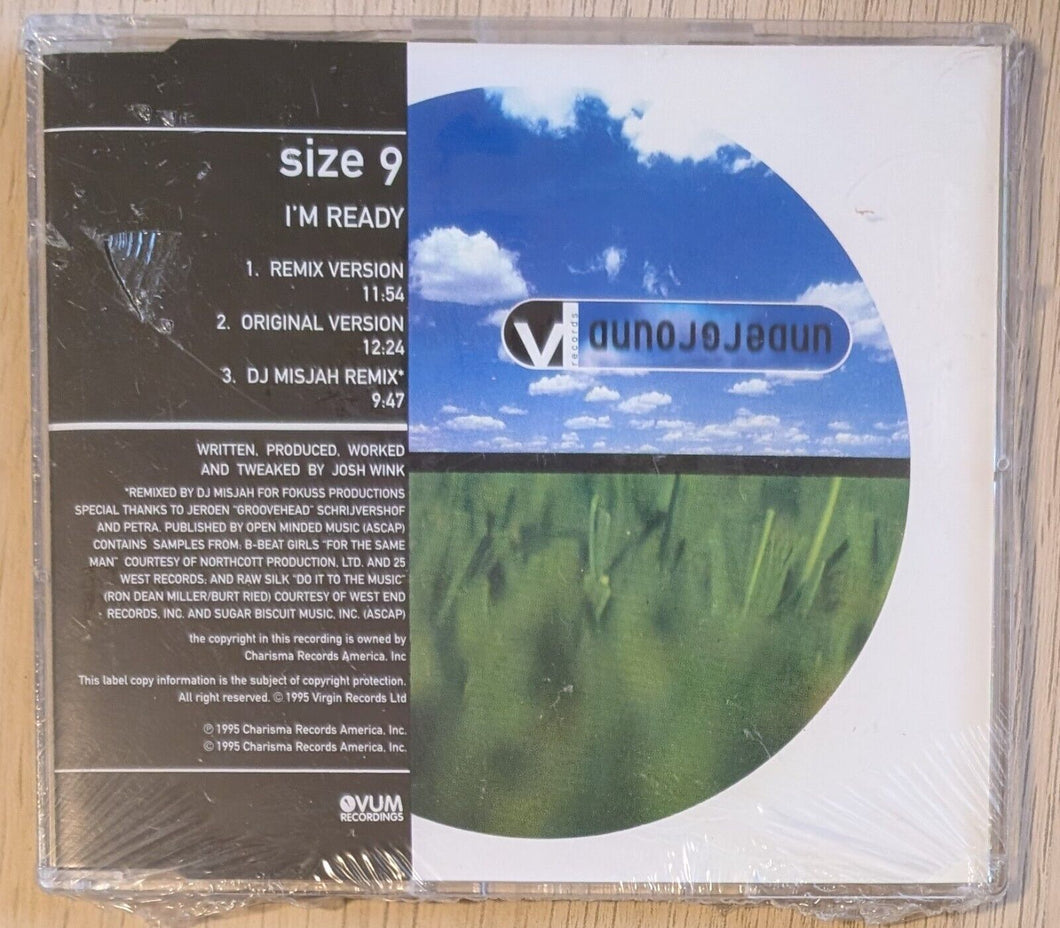 size 9
I'M READY
1. REMIX VERSION
11:54
2. ORIGINAL VERSION
12:24
3. DJ MISJAH REMIX*
9:47
WRITTEN, PRODUCED, WORKED
AND TWEAKED BY JOSH WINK
*REMIXED BY DJ MISJAH FOR FOKUSS PRODUCTIONS
SPECIAL THANKS TO JEROEN "GROOVEHEAD" SCHRIJVERSHOF
AND PETRA. PUBLISHED BY OPEN MINDED MUSIC (ASCAP)
CONTAINS SAMPLES FROM: B-BEAT GIRLS "FOR THE SAME
MAN" COURTESY OF NORTHCOTT PRODUCTION, LTD. AND 25
WEST RECORDS: AND RAW SILK "DO IT TO THE MUSIC"
(RON DEAN MILLER/BURT RIED) COURTESY OF WEST END
RECORDS, INC. AND SUGAR BISCUIT MUSIC, INC. (ASCAP)
the copyright in this recording is owned by
Charisma Records America. Inc
This label copy information is the subject of copyright protection.
All right reserved. © 1995 Virgin Records Ltd
℗ 1995 Charisma Records America, Inc.
© 1995 Charisma Records America, Inc.
OVUM
RECORDINGS
V records underground